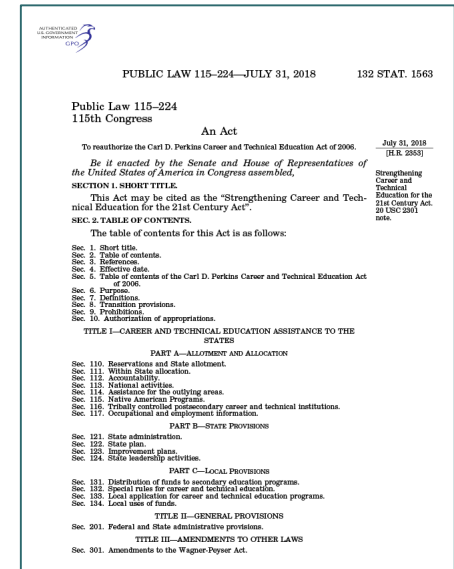 AUTHENTICATED
U.S. GOVERNMENT
INFORMATION
GPO
PUBLIC LAW 115–224—JULY 31, 2018 132 STAT. 1563
Public Law 115–224
115th Congress
An Act
To reauthorize the Carl D. Perkins Career and Technical Education Act of 2006.
July 31, 2018
[H.R. 2353]
Be it enacted by the Senate and House of Representatives of
the United States of America in Congress assembled,
Strengthening
Career and
Technical
Education for the
21st Century Act.
20 USC 2301
note.
SECTION 1. SHORT TITLE.
This Act may be cited as the “Strengthening Career and Tech-
nical Education for the 21st Century Act”.
SEC. 2. TABLE OF CONTENTS.
The table of contents for this Act is as follows:
Sec. 1. Short title.
Sec. 2. Table of contents.
Sec. 3. References.
Sec. 4. Effective date.
Sec. 5. Table of contents of the Carl D. Perkins Career and Technical Education Act
of 2006.
Sec. 6. Purpose.
Sec. 7. Definitions.
Sec. 8. Transition provisions.
Sec. 9. Prohibitions.
Sec. 10. Authorization of appropriations.
TITLE I—CAREER AND TECHNICAL EDUCATION ASSISTANCE TO THE
STATES
PART A—ALLOTMENT AND ALLOCATION
Sec. 110. Reservations and State allotment.
Sec. 111. Within State allocation.
Sec. 112. Accountability.
Sec. 113. National activities.
Sec. 114. Assistance for the outlying areas.
Sec. 115. Native American Programs.
Sec. 116. Tribally controlled postsecondary career and technical institutions.
Sec. 117. Occupational and employment information.
PART B—STATE PROVISIONS
Sec. 121. State administration.
Sec. 122. State plan.
Sec. 123. Improvement plans.
Sec. 124. State leadership activities.
PART C—LOCAL PROVISIONS
Sec. 131. Distribution of funds to secondary education programs.
Sec. 132. Special rules for career and technical education.
Sec. 133. Local application for career and technical education programs.
Sec. 134. Local uses of funds.
TITLE II—GENERAL PROVISIONS
Sec. 201. Federal and State administrative provisions.
TITLE III—AMENDMENTS TO OTHER LAWS
Sec. 301. Amendments to the Wagner-Peyser Act.